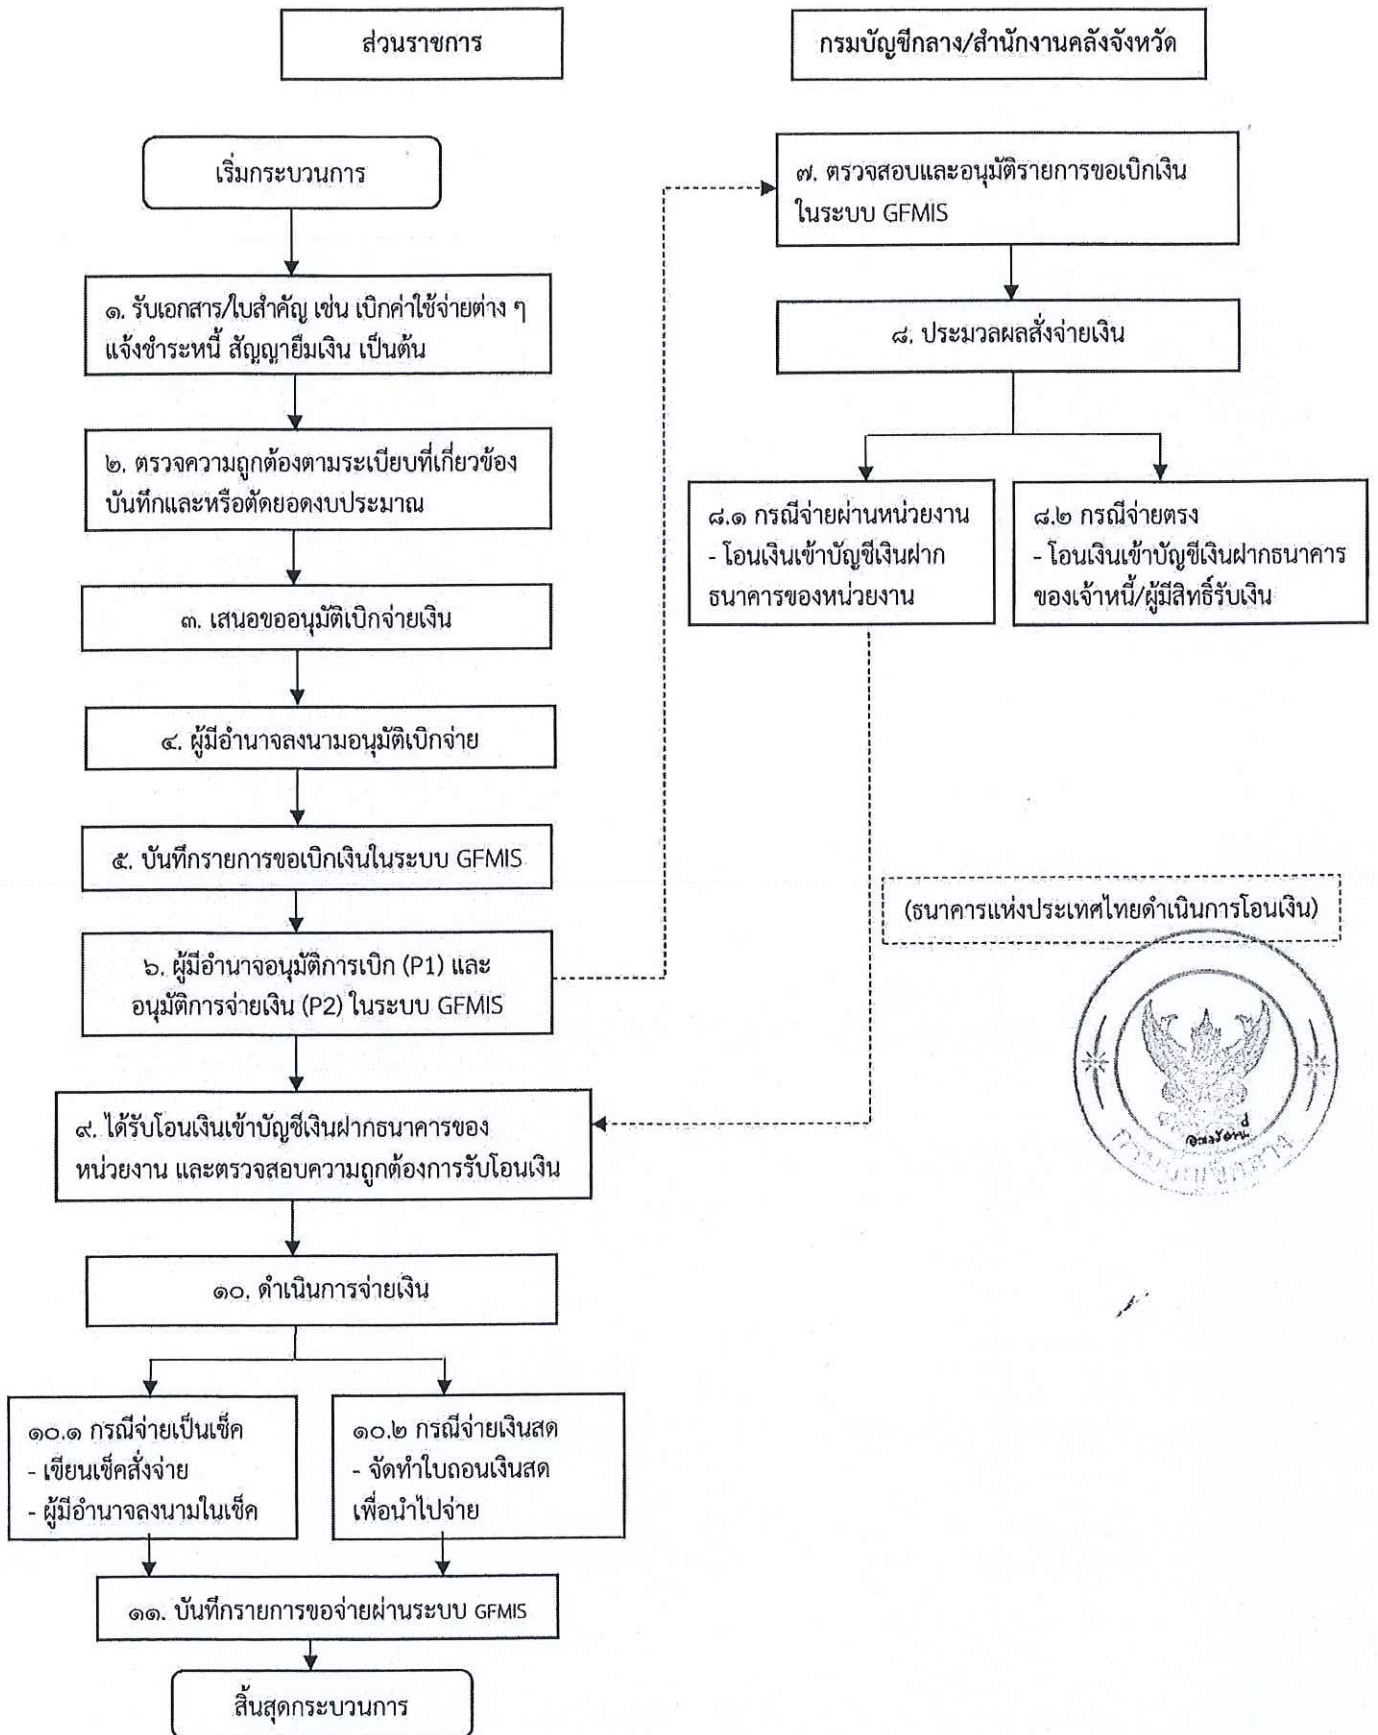 ส่วนราชการ
กรมบัญชีกลาง/สำนักงานคลังจังหวัด
เริ่มกระบวนการ
๑. รับเอกสาร/ใบสำคัญ เช่น เบิกค่าใช้จ่ายต่าง ๆ
แจ้งชำระหนี้ สัญญายืมเงิน เป็นต้น
๒. ตรวจความถูกต้องตามระเบียบที่เกี่ยวข้อง
บันทึกและหรือตัดยอดงบประมาณ
๓. เสนอขออนุมัติเบิกจ่ายเงิน
๔. ผู้มีอำนาจลงนามอนุมัติเบิกจ่าย
๕. บันทึกรายการขอเบิกเงินในระบบ GFMIS
๖. ผู้มีอำนาจอนุมัติการเบิก (P1) และ
อนุมัติการจ่ายเงิน (P2) ในระบบ GFMIS
๗. ตรวจสอบและอนุมัติรายการขอเบิกเงิน
ในระบบ GFMIS
๘. ประมวลผลสั่งจ่ายเงิน
๘.๑ กรณีจ่ายผ่านหน่วยงาน
- โอนเงินเข้าบัญชีเงินฝาก
ธนาคารของหน่วยงาน
๘.๒ กรณีจ่ายตรง
- โอนเงินเข้าบัญชีเงินฝากธนาคาร
ของเจ้าหนี้/ผู้มีสิทธิ์รับเงิน
(ธนาคารแห่งประเทศไทยดำเนินการโอนเงิน)
กรมบัญชีกลาง
๙. ได้รับโอนเงินเข้าบัญชีเงินฝากธนาคารของ
หน่วยงาน และตรวจสอบความถูกต้องการรับโอนเงิน
๑๐. ดำเนินการจ่ายเงิน
๑๐.๑ กรณีจ่ายเป็นเช็ค
- เขียนเช็คสั่งจ่าย
- ผู้มีอำนาจลงนามในเช็ค
๑๐.๒ กรณีจ่ายเงินสด
- จัดทำใบถอนเงินสด
เพื่อนำไปจ่าย
๑๑. บันทึกรายการขอจ่ายผ่านระบบ GFMIS
สิ้นสุดกระบวนการ